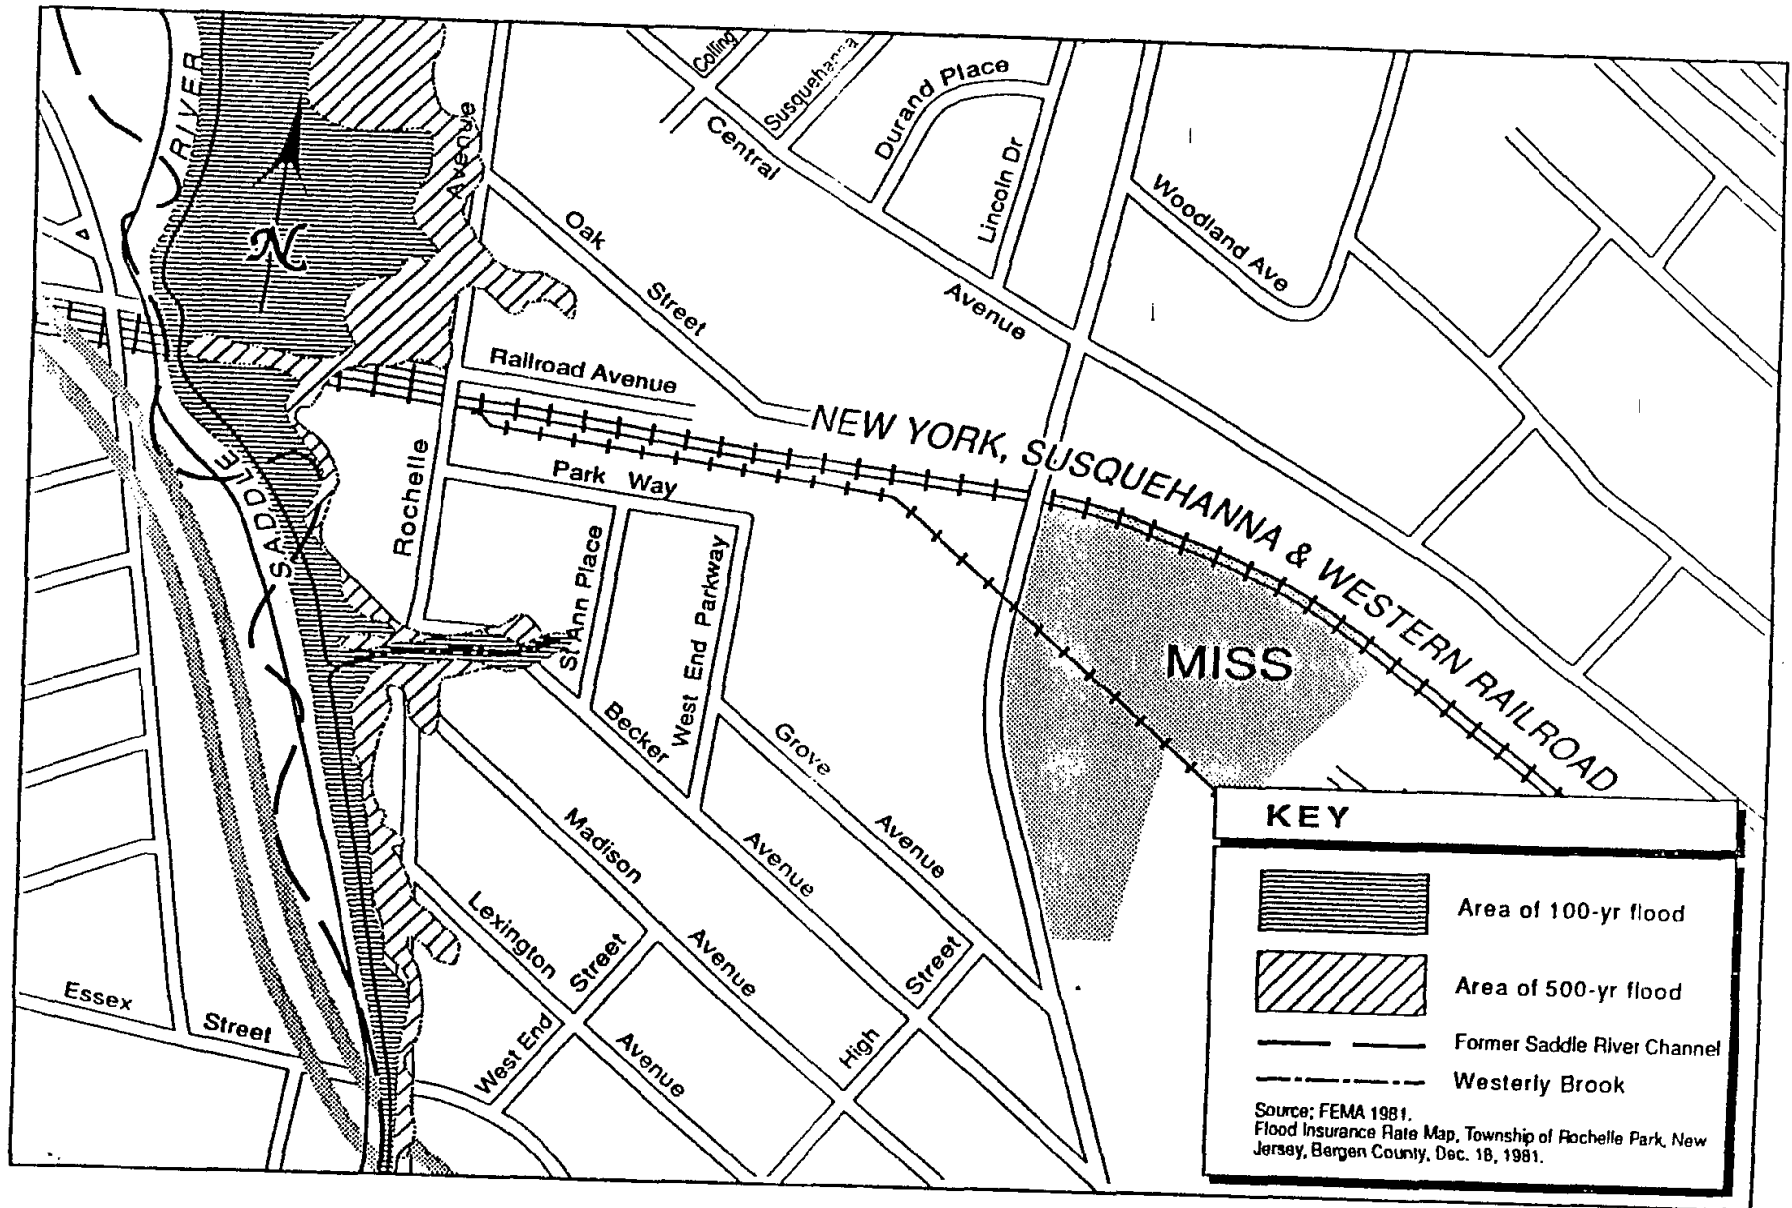 Colling
Susquehanna
Durand Place
Central
Lincoln Dr
Woodland Ave
RIVER
Avenue
N
Oak
Street
Avenue
Railroad Avenue
NEW YORK, SUSQUEHANNA & WESTERN RAILROAD
Park Way
Rochelle
SADDLE
St Ann Place
West End Parkway
MISS
Becker
Grove
Madison
Avenue
Avenue
Lexington
Street
Avenue
Street
Essex
Street
West End
Avenue
High
KEY
Area of 100-yr flood
Area of 500-yr flood
Former Saddle River Channel
Westerly Brook
Source; FEMA 1981.
Flood Insurance Rate Map, Township of Rochelle Park, New
Jersey, Bergen County, Dec. 18, 1981.